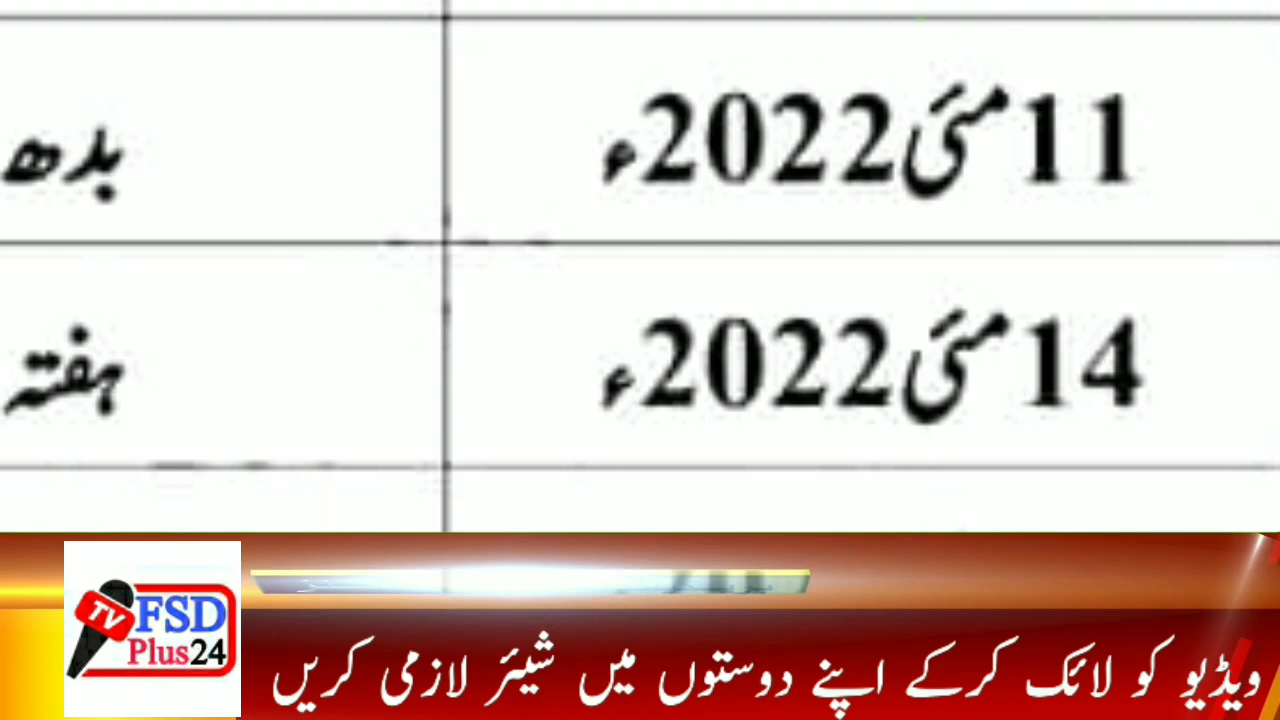 11 مئی 2022ء بدھ
14 مئی 2022ء ہفتہ
TV FSD
Plus24
ویڈیو کو لائک کرکے اپنے دوستوں میں شیئر لازمی کریں